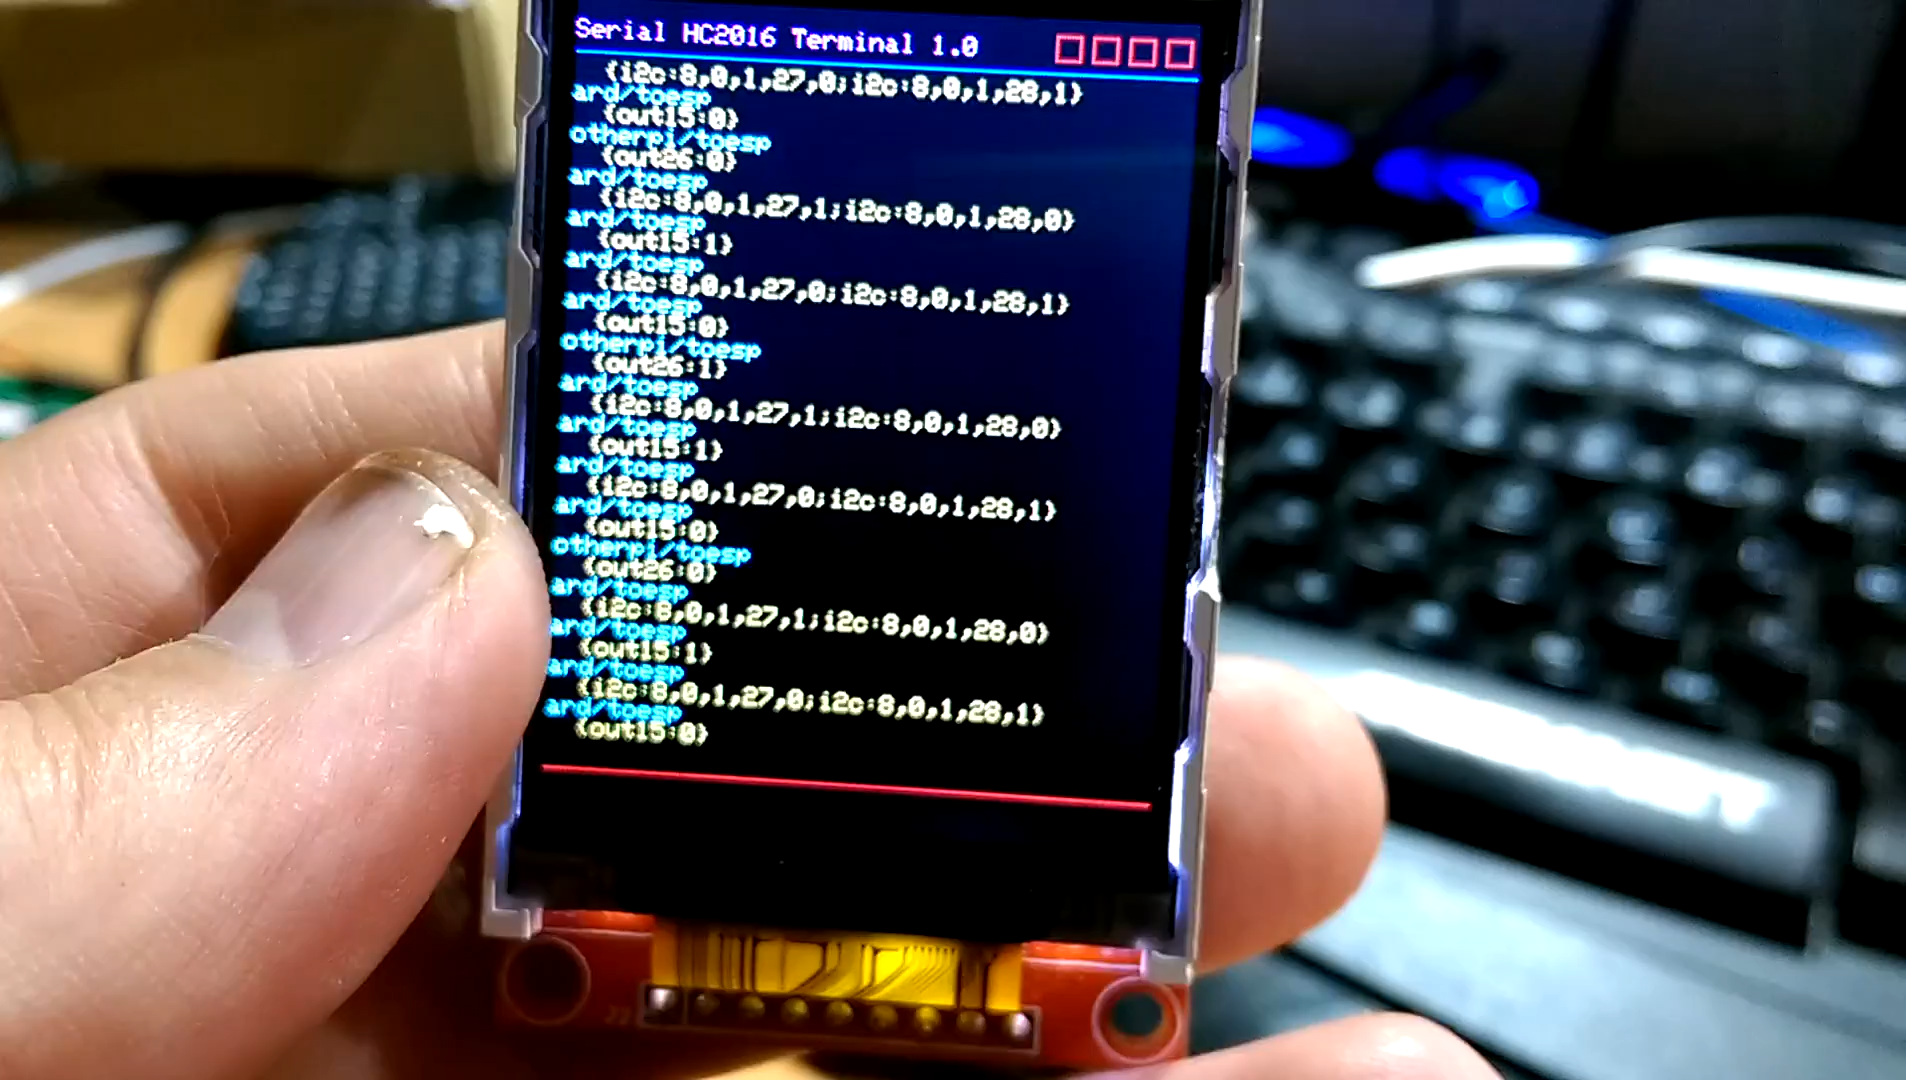 Serial HC2016 Terminal 1.0
{i2c:8,0,1,27,0;i2c:8,0,1,28,1}
ard/toesp
{out15:0}
otherpi/toesp
{out26:0}
ard/toesp
{i2c:8,0,1,27,1;i2c:8,0,1,28,0}
ard/toesp
{out15:1}
ard/toesp
{i2c:8,0,1,27,0;i2c:8,0,1,28,1}
ard/toesp
{out15:0}
otherpi/toesp
{out26:1}
ard/toesp
{i2c:8,0,1,27,1;i2c:8,0,1,28,0}
ard/toesp
{out15:1}
ard/toesp
{i2c:8,0,1,27,0;i2c:8,0,1,28,1}
ard/toesp
{out15:0}
otherpi/toesp
{out26:0}
ard/toesp
{i2c:8,0,1,27,1;i2c:8,0,1,28,0}
ard/toesp
{out15:1}
ard/toesp
{i2c:8,0,1,27,0;i2c:8,0,1,28,1}
ard/toesp
{out15:0}